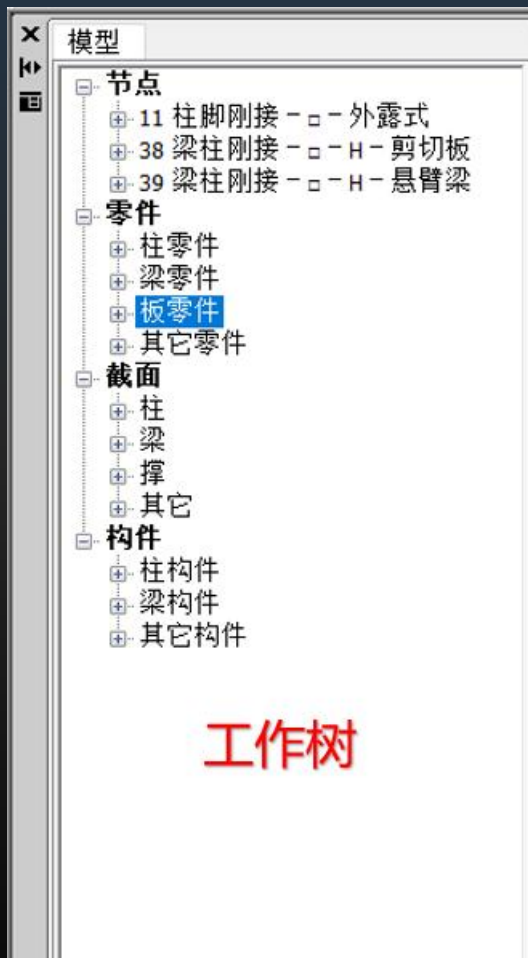 模型
节点
11 柱脚刚接-□-外露式
38 梁柱刚接-□-H-剪切板
39 梁柱刚接-□-H-悬臂梁
零件
柱零件
梁零件
板零件
其它零件
截面
柱
梁
撑
其它
构件
柱构件
梁构件
其它构件
工作树